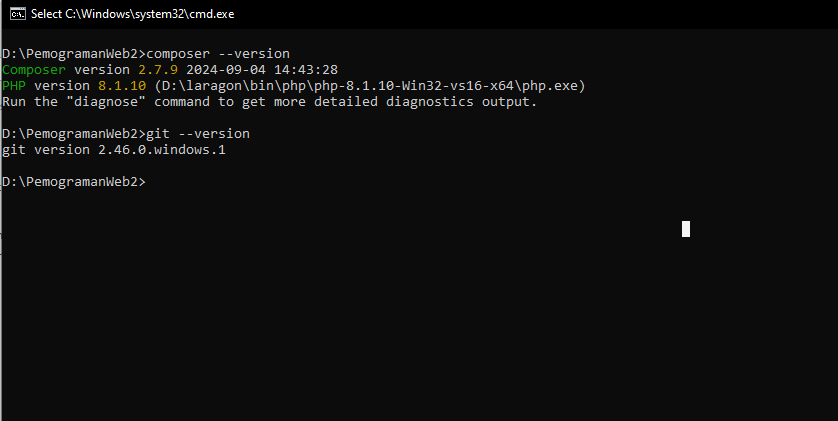 Select C:\Windows\system32\cmd.exe
D:\PemogramanWeb2>composer --version
Composer version 2.7.9 2024-09-04 14:43:28
PHP version 8.1.10 (D:\laragon\bin\php\php-8.1.10-Win32-vs16-x64\php.exe)
Run the "diagnose" command to get more detailed diagnostics output.
D:\PemogramanWeb2>git --version
git version 2.46.0.windows.1
D:\PemogramanWeb2>